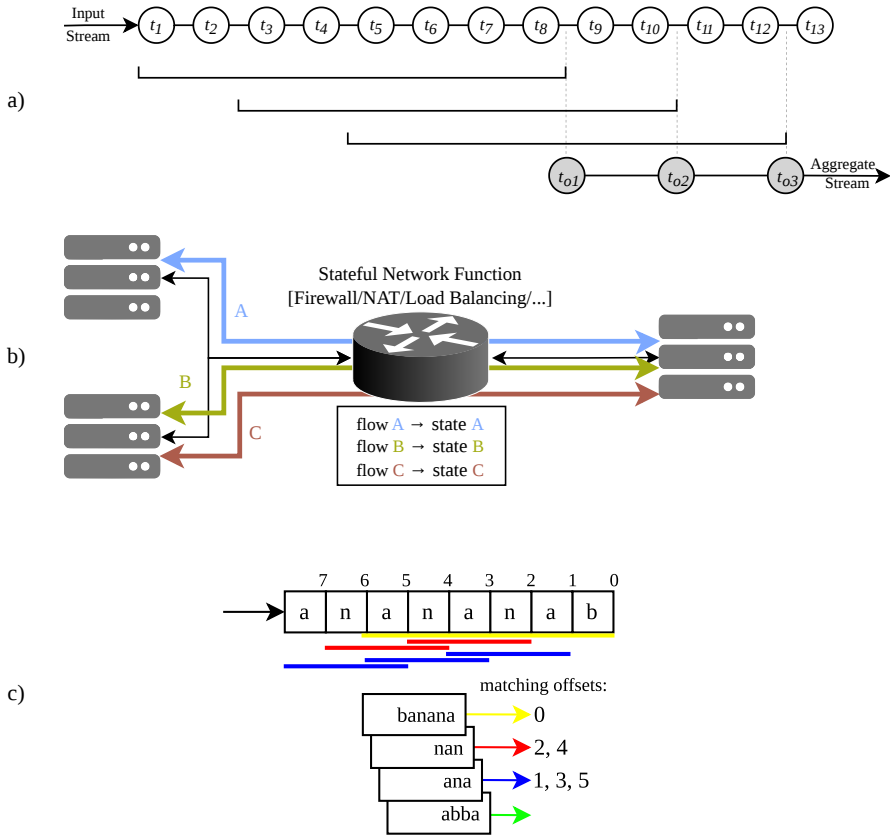 Input
Stream
t1 t2 t3 t4 t5 t6 t7 t8 t9 t10 t11 t12 t13
a)
to1 to2 to3
Aggregate
Stream
Stateful Network Function
[Firewall/NAT/Load Balancing/...]
A
b)
B
C
flow A → state A
flow B → state B
flow C → state C
7 6 5 4 3 2 1 0
a n a n a n a b
c)
matching offsets:
banana 0
nan 2, 4
ana 1, 3, 5
abba